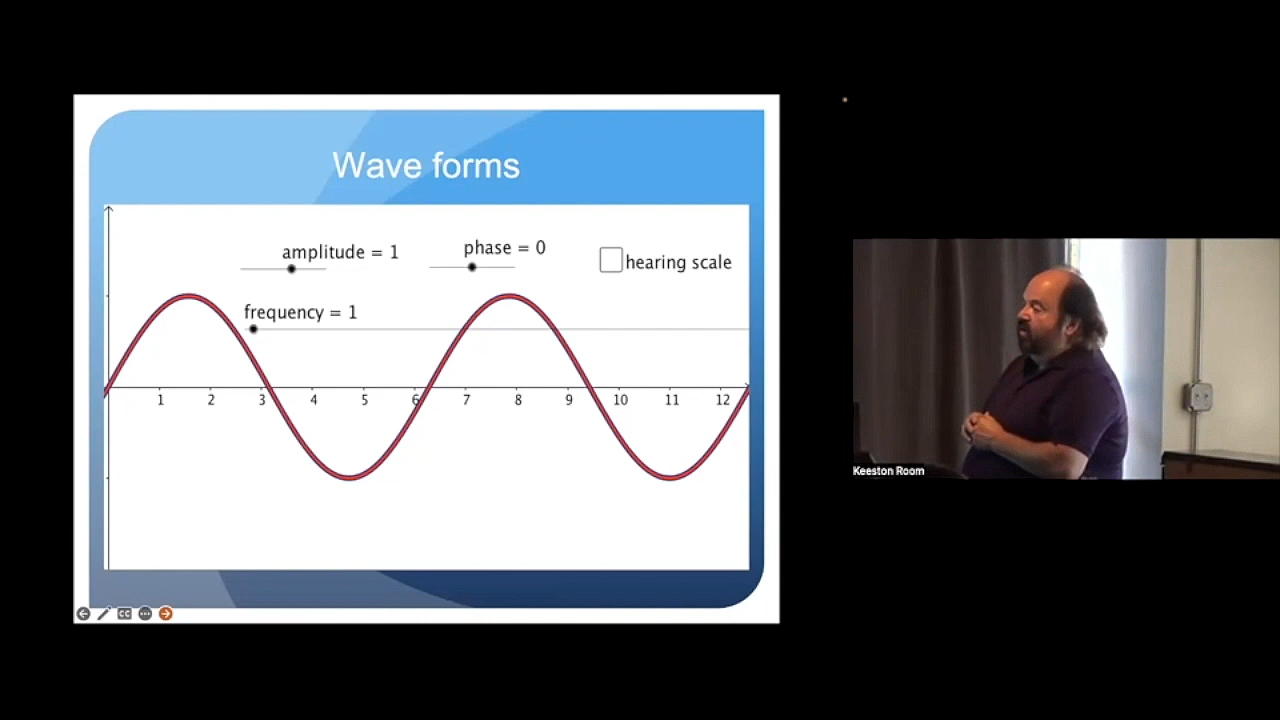 Wave forms
amplitude = 1
phase = 0
hearing scale
frequency = 1
1 2 3 4 5 6 7 8 9 10 11 12
CC
Keeston Room